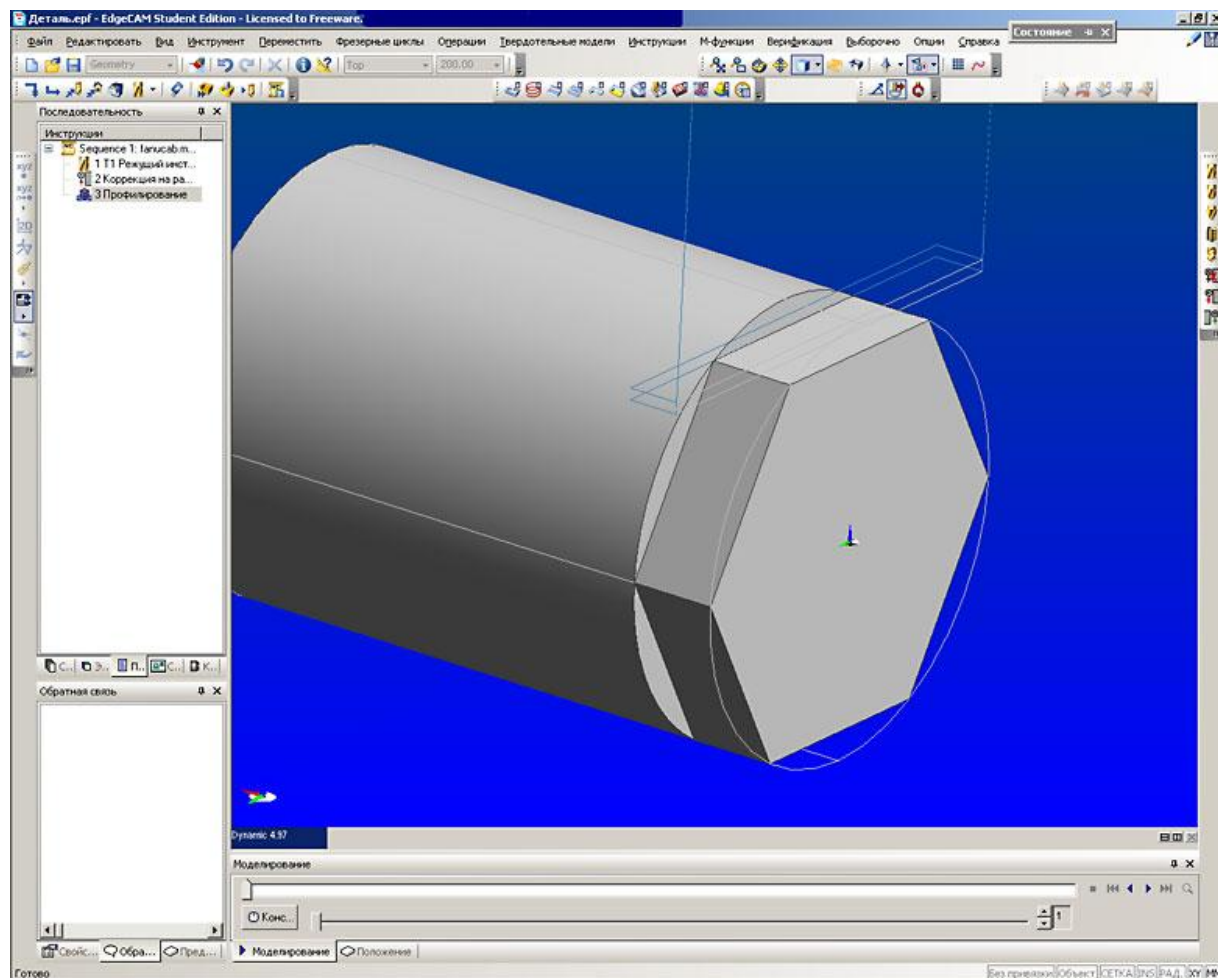 Деталь.epf - EdgeCAM Student Edition - Licensed to Freeware.
Состояние
Файл Редактировать Вид Инструмент Переместить Фрезерные циклы Операции Твердотельные модели Инструкции М-функции Верификация Выборочно Опции Справка
Geometry Top 200.00
Последовательность
Инструкции
Sequence 1: fanucab.m...
1 T1 Режущий инст...
2 Коррекция на ра...
3 Профилирование
С.. Э.. П.. С.. К..
Обратная связь
Dynamic 4.97
Моделирование
Конс... 1
Свойс... Обра... Пред...
Моделирование Положение
Готово
Без привязки Объект СЕТКА INS РАД. XY